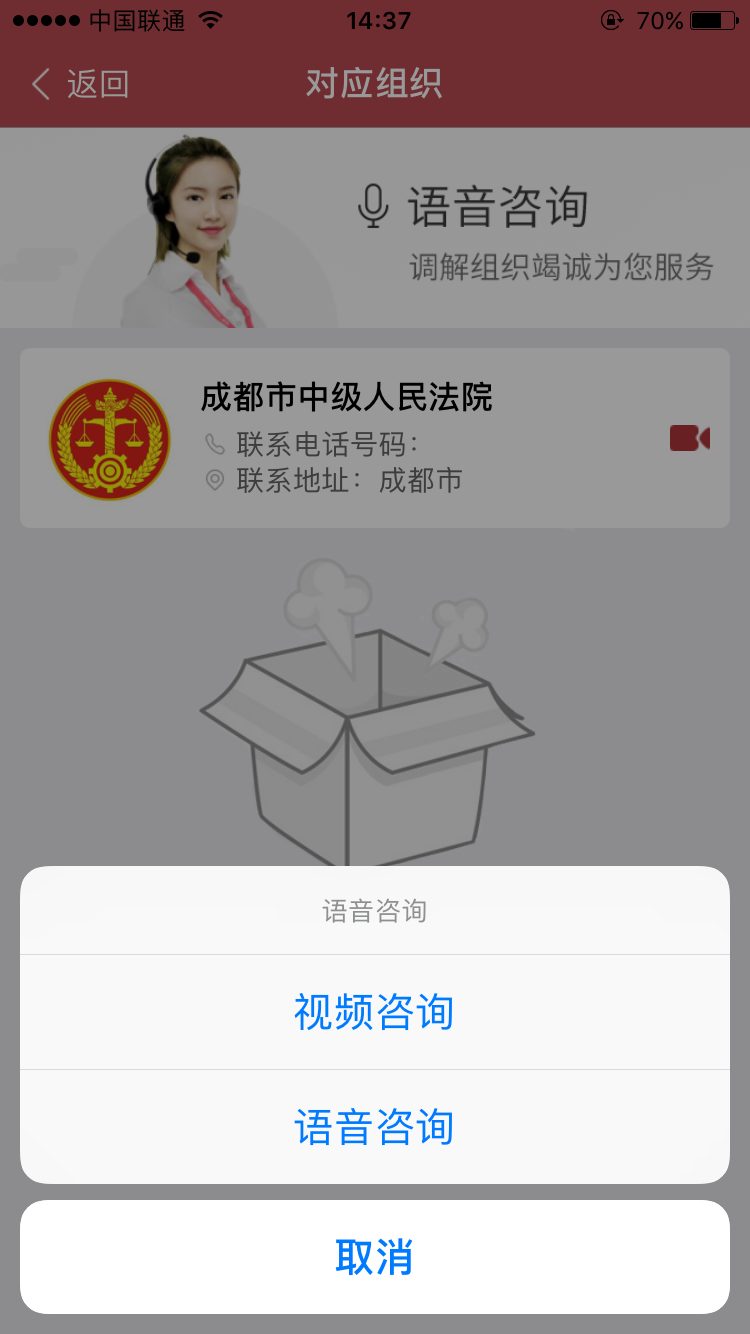 中国联通 14:37 70%
返回 对应组织
语音咨询
调解组织竭诚为您服务
成都市中级人民法院
联系电话号码：
联系地址：成都市
语音咨询
视频咨询
语音咨询
取消